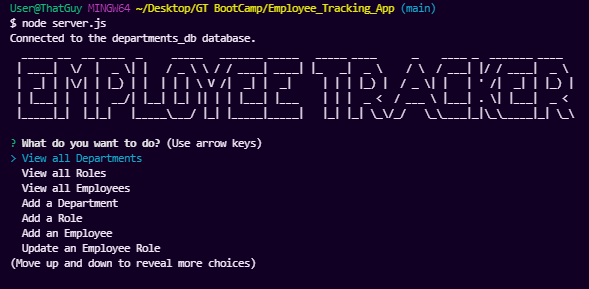 User@ThatGuy MINGW64 ~/Desktop/GT BootCamp/Employee_Tracking_App (main)
$ node server.js
Connected to the departments_db database.
EMPLOYEE TRACKER
? What do you want to do? (Use arrow keys)
> View all Departments
View all Roles
View all Employees
Add a Department
Add a Role
Add an Employee
Update an Employee Role
(Move up and down to reveal more choices)